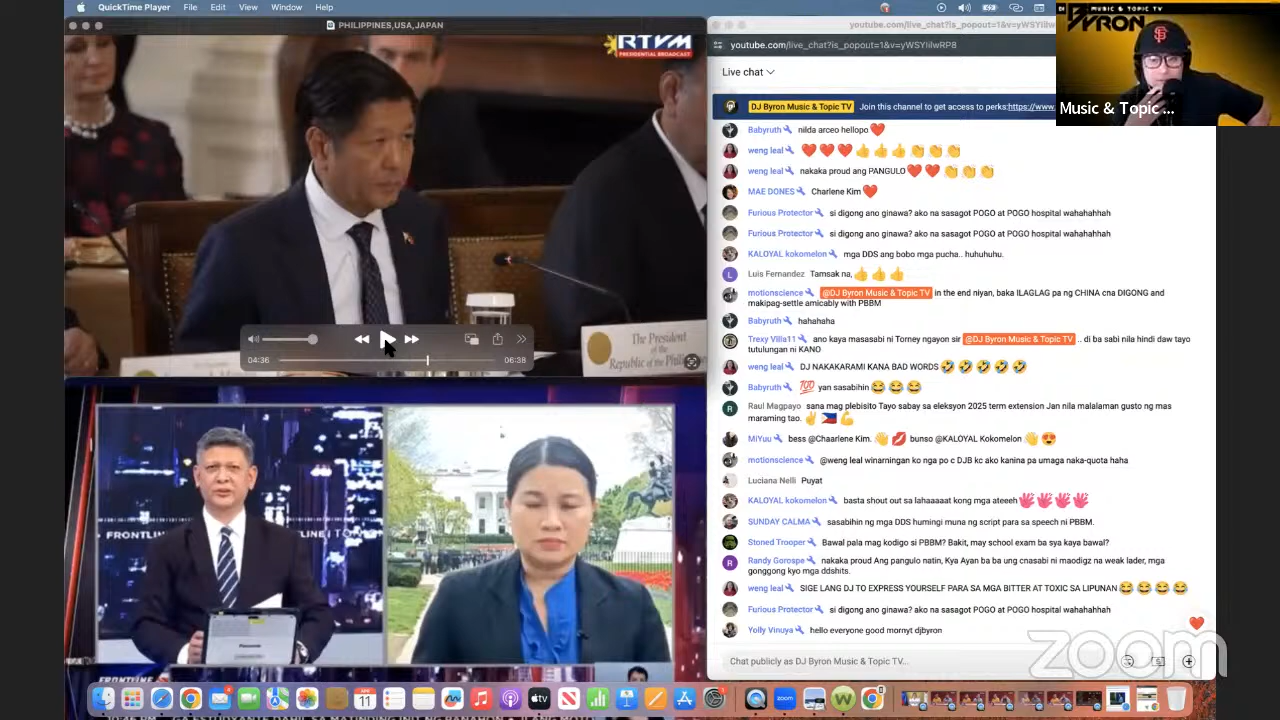 QuickTime Player File Edit View Window Help
PHILIPPINES,USA,JAPAN
RTVM
PRESIDENTIAL BROADCAST
The President
of the
Republic of the Philippines
04:36
06:38
FRONTLINE
youtube.com/live_chat?is_popout=1&v=yWSYIiIwRP8
youtube.com/live_chat?is_popout=1&v=yWSYIiIwRP8
Live chat
DJ Byron Music & Topic TV Join this channel to get access to perks:https://www.
Babyruth nilda arceo hellopo❤️
weng leal ❤️❤️❤️👍👍👍👏👏👏
weng leal nakaka proud ang PANGULO❤️❤️👏👏👏
MAE DONES Charlene Kim❤️
Furious Protector si digong ano ginawa? ako na sasagot POGO at POGO hospital wahahahhah
Furious Protector si digong ano ginawa? ako na sasagot POGO at POGO hospital wahahahhah
KALOYAL kokomelon mga DDS ang bobo mga pucha.. huhuhuhu.
L Luis Fernandez Tamsak na,👍👍👍
motionscience @DJ Byron Music & Topic TV in the end niyan, baka ILAGLAG pa ng CHINA cna DIGONG and
makipag-settle amicably with PBBM
Babyruth hahahaha
Trexy Villa11 ano kaya masasabi ni Torney ngayon sir @DJ Byron Music & Topic TV .. di ba sabi nila hindi daw tayo
tutulungan ni KANO
weng leal DJ NAKAKARAMI KANA BAD WORDS🤣🤣🤣🤣🤣
Babyruth 💯 yan sasabihin😂😂😂
R Raul Magpayo sana mag plebisito Tayo sabay sa eleksyon 2025 term extension Jan nila malalaman gusto ng mas
maraming tao.✌️🇵🇭💪
MiYuu bess @Chaarlene Kim.👋💋 bunso @KALOYAL Kokomelon👋😍
motionscience @weng leal winarningan ko nga po c DJB kc ako kanina pa umaga naka-quota haha
Luciana Nelli Puyat
KALOYAL kokomelon basta shout out sa lahaaaaat kong mga ateeeh👋👋👋👋
SUNDAY CALMA sasabihin ng mga DDS humingi muna ng script para sa speech ni PBBM.
Stoned Trooper Bawal pala mag kodigo si PBBM? Bakit, may school exam ba sya kaya bawal?
R Randy Gorospe nakaka proud Ang pangulo natin, Kya Ayan ba ba ung cnasabi ni maodigz na weak lader, mga
gonggong kyo mga ddshits.
weng leal SIGE LANG DJ TO EXPRESS YOURSELF PARA SA MGA BITTER AT TOXIC SA LIPUNAN😂😂😂😂
Furious Protector si digong ano ginawa? ako na sasagot POGO at POGO hospital wahahahhah
Yolly Vinuya hello everyone good mornyt djbyron
Chat publicly as DJ Byron Music & Topic TV...
MUSIC & TOPIC TV
BYRON
Music & Topic ...
zoom
APR
11
tv
zoom